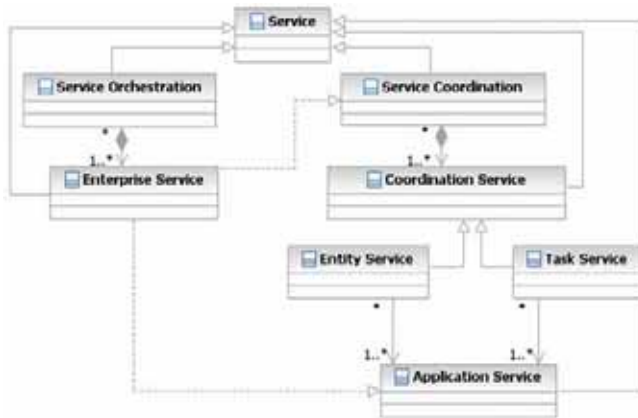 Service
Service Orchestration
Service Coordination
*
*
1..*
1..*
Enterprise Service
Coordination Service
Entity Service
Task Service
*
*
1..*
1..*
Application Service